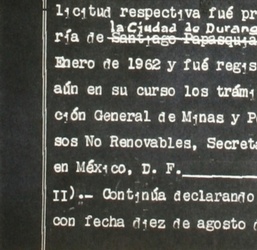 licitud respectiva fué pr
la Ciudad de Durang
ría de Santiago Papasquia
Enero de 1962 y fué regis
aún en su curso los trámi
ción General de Minas y P
sos No Renovables, Secreta
en México, D. F.
II).- Continúa declarando
con fecha diez de agosto d